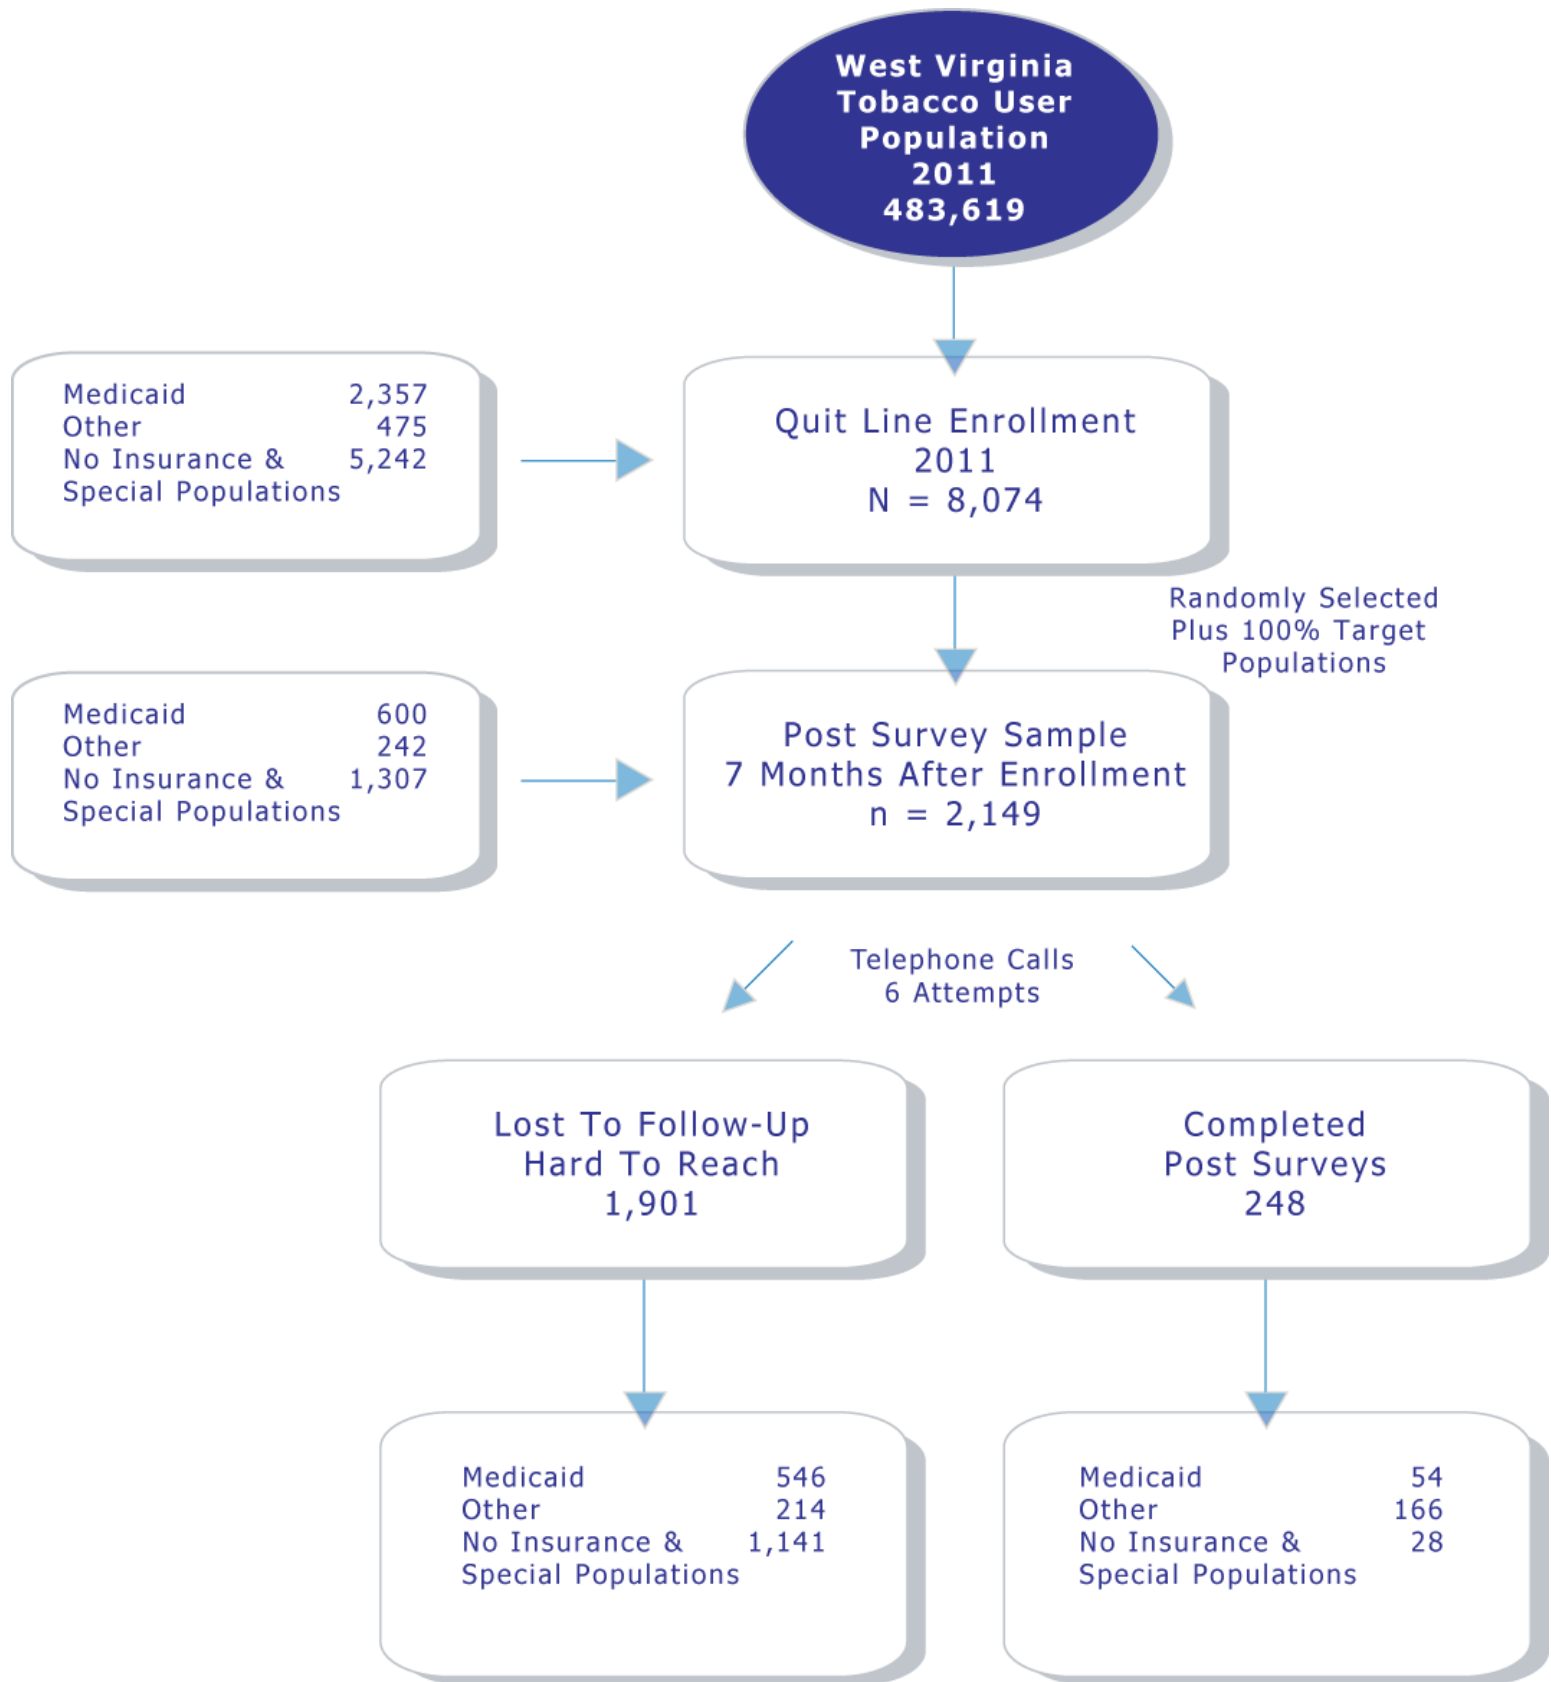 West Virginia
Tobacco User
Population
2011
483,619
Medicaid 2,357
Other 475
No Insurance & 5,242
Special Populations
Quit Line Enrollment
2011
N = 8,074
Randomly Selected
Plus 100% Target
Populations
Medicaid 600
Other 242
No Insurance & 1,307
Special Populations
Post Survey Sample
7 Months After Enrollment
n = 2,149
Telephone Calls
6 Attempts
Lost To Follow-Up
Hard To Reach
1,901
Completed
Post Surveys
248
Medicaid 546
Other 214
No Insurance & 1,141
Special Populations
Medicaid 54
Other 166
No Insurance & 28
Special Populations